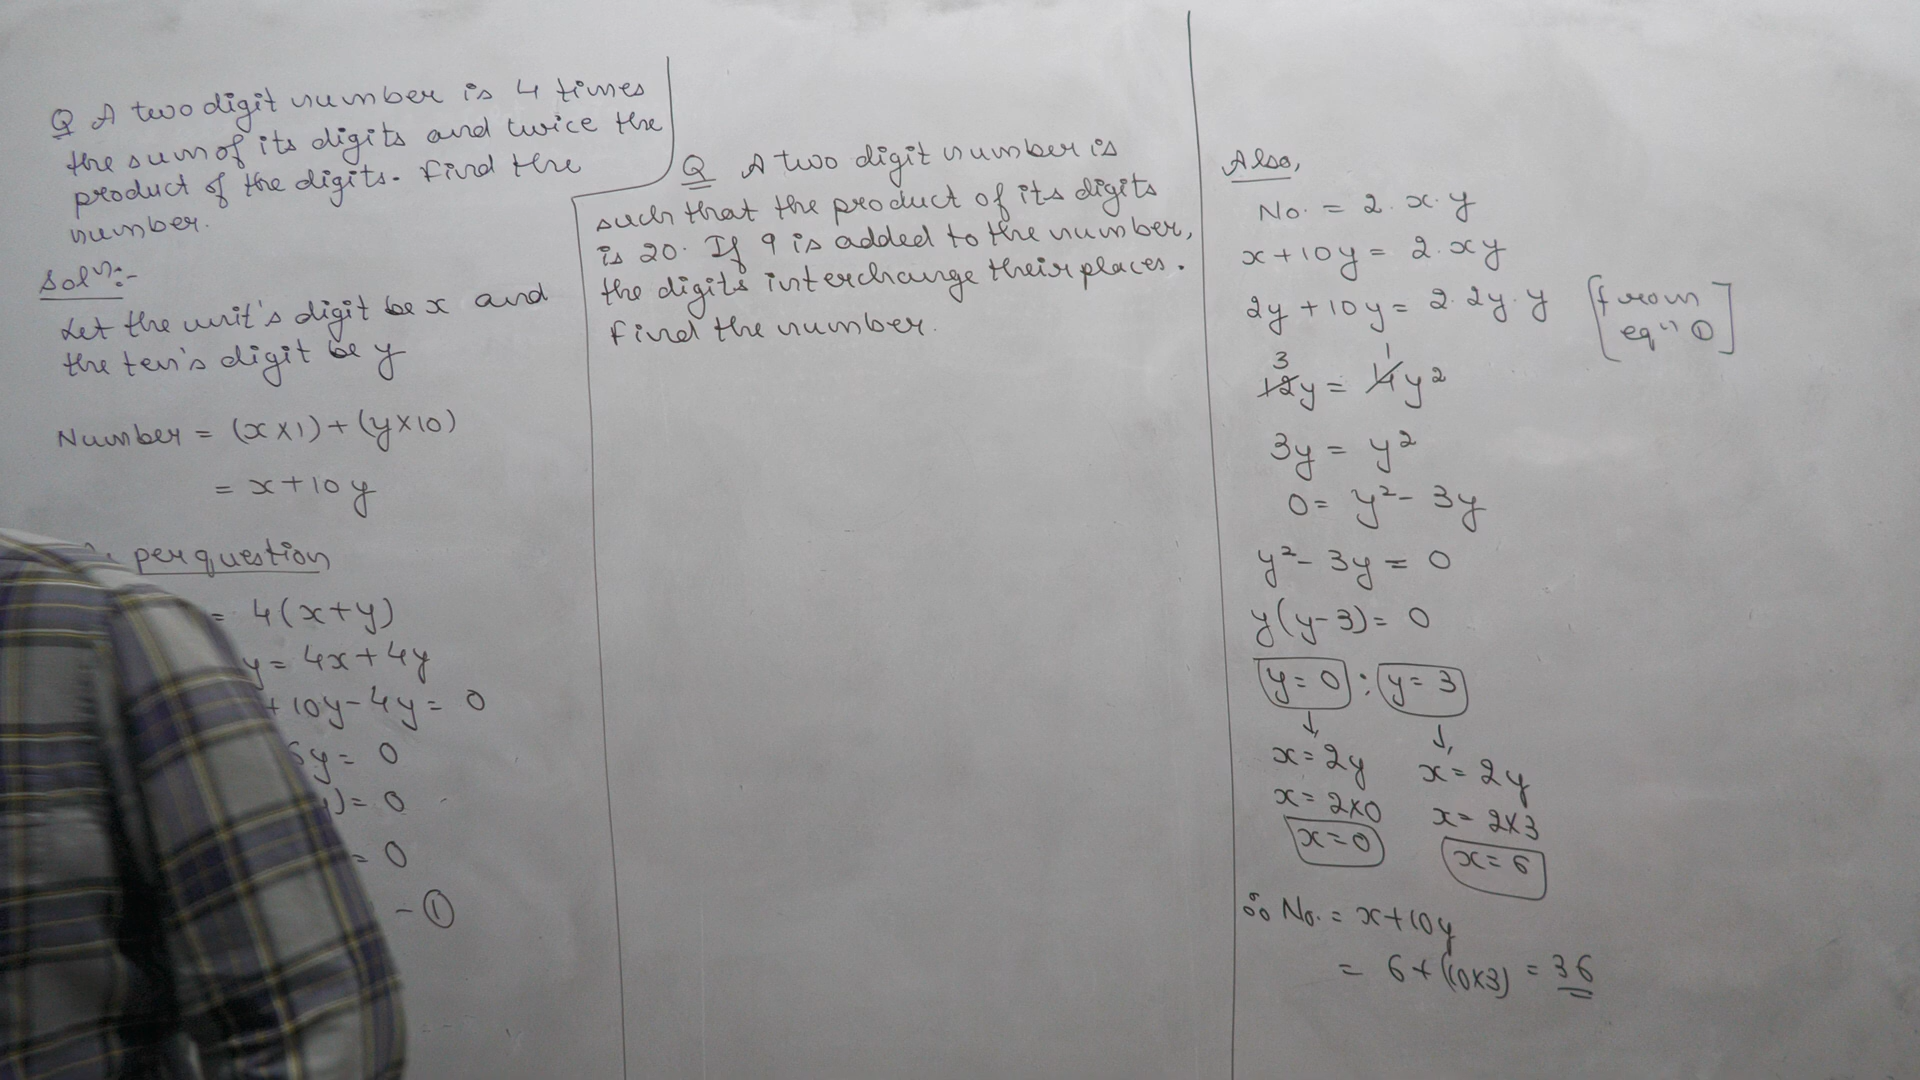 Q A two digit number is 4 times
the sum of its digits and twice the
product of the digits. Find the
number.
Solⁿ:-
Let the unit's digit be x and
the ten's digit be y
Number = (x×1) + (y×10)
= x+10y
per question
= 4(x+y)
y = 4x+4y
+10y-4y = 0
6y = 0
y) = 0
= 0
- ①
Q A two digit number is
such that the product of its digits
is 20. If 9 is added to the number,
the digits interchange their places.
Find the number.
Also,
No. = 2.x.y
x+10y = 2.xy
2y+10y = 2.2y.y [from
eqⁿ ①]
3 1
12y = 4y²
3y = y²
0 = y²- 3y
y²- 3y = 0
y(y-3) = 0
y = 0 ; y = 3
↓ ↓
x = 2y x = 2y
x = 2×0 x = 2×3
x = 0 x = 6
∴ No. = x+10y
= 6+(10×3) = 36